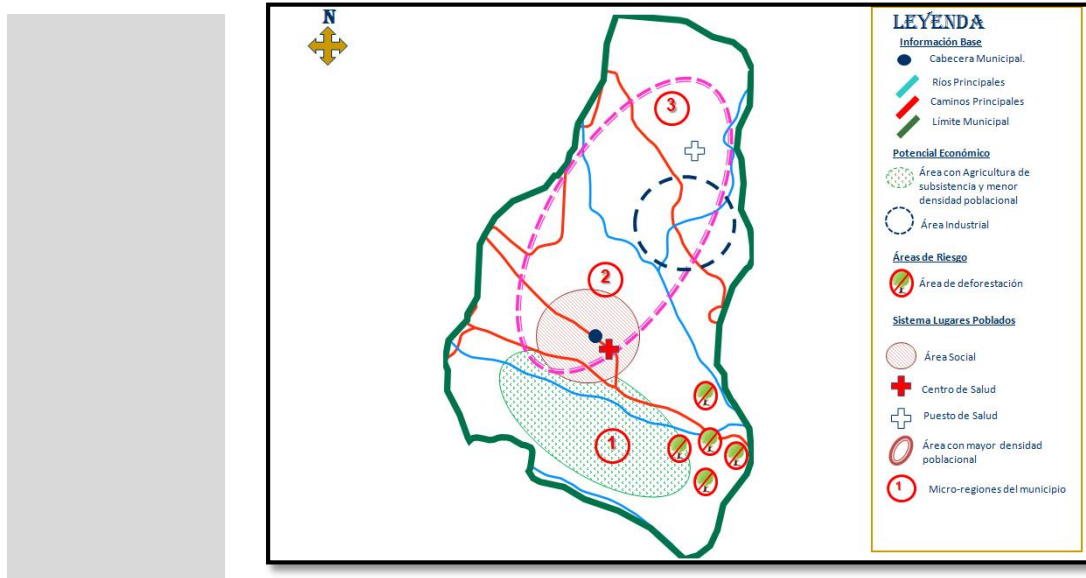 N
3
2
1
LEYENDA
Información Base
Cabecera Municipal.
Ríos Principales
Caminos Principales
Límite Municipal
Potencial Económico
Área con Agricultura de
subsistencia y menor
densidad poblacional
Área Industrial
Áreas de Riesgo
Área de deforestación
Sistema Lugares Poblados
Área Social
Centro de Salud
Puesto de Salud
Área con mayor densidad
poblacional
1 Micro-regiones del municipio